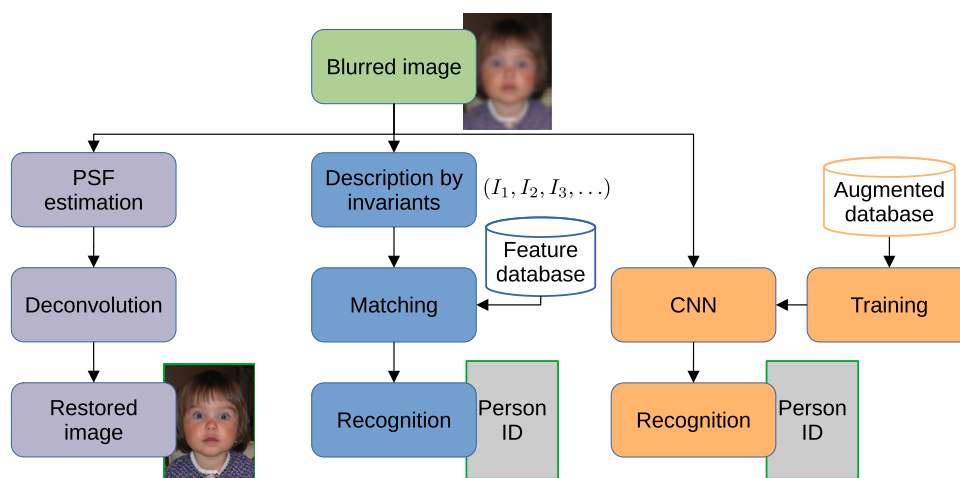 Blurred image
PSF
estimation
Description by
invariants
(I₁, I₂, I₃, . . .)
Augmented
database
Feature
database
Deconvolution
Matching
CNN
Training
Restored
image
Recognition
Person
ID
Recognition
Person
ID